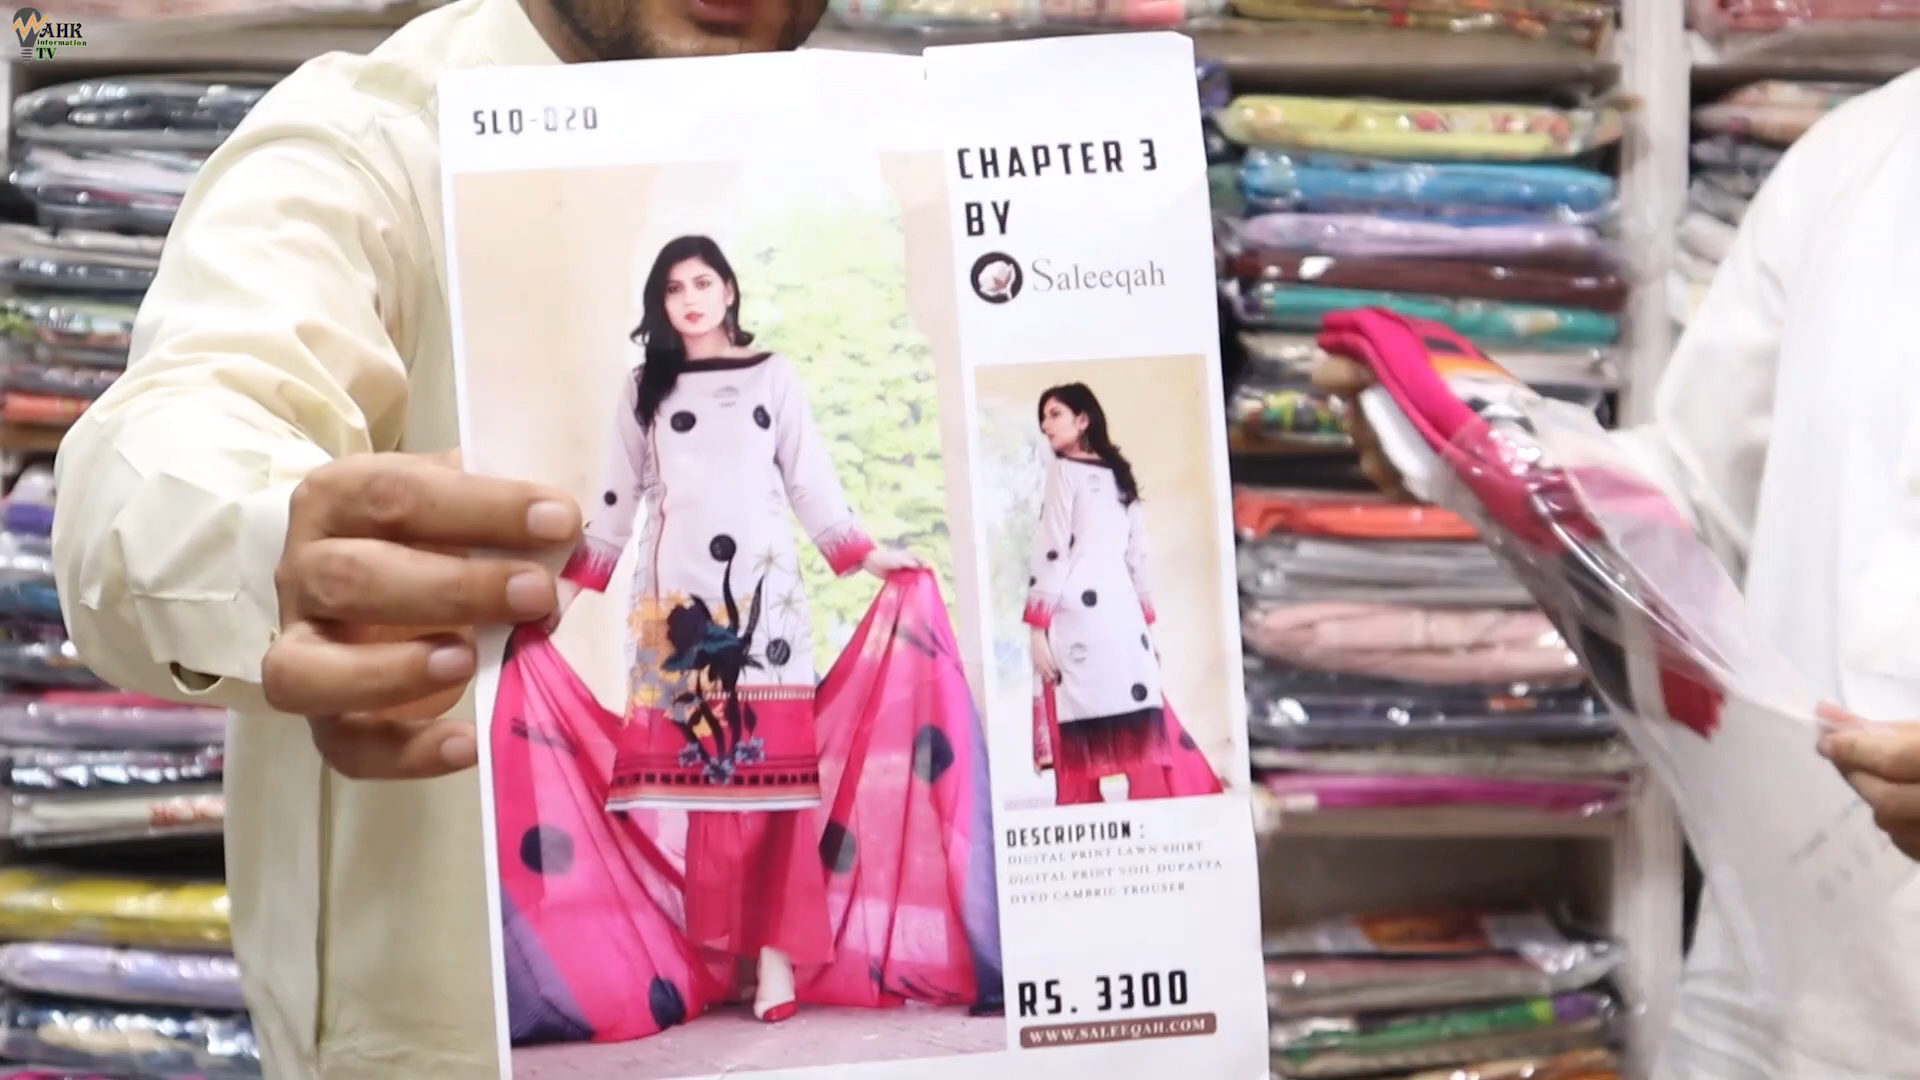 WAHK
information
TV
SLQ-020
CHAPTER 3
BY
Saleeqah
DESCRIPTION :
DIGITAL PRINT LAWN SHIRT
DIGITAL PRINT VOIL DUPATTA
DYED CAMBRIC TROUSER
RS. 3300
WWW.SALEEQAH.COM